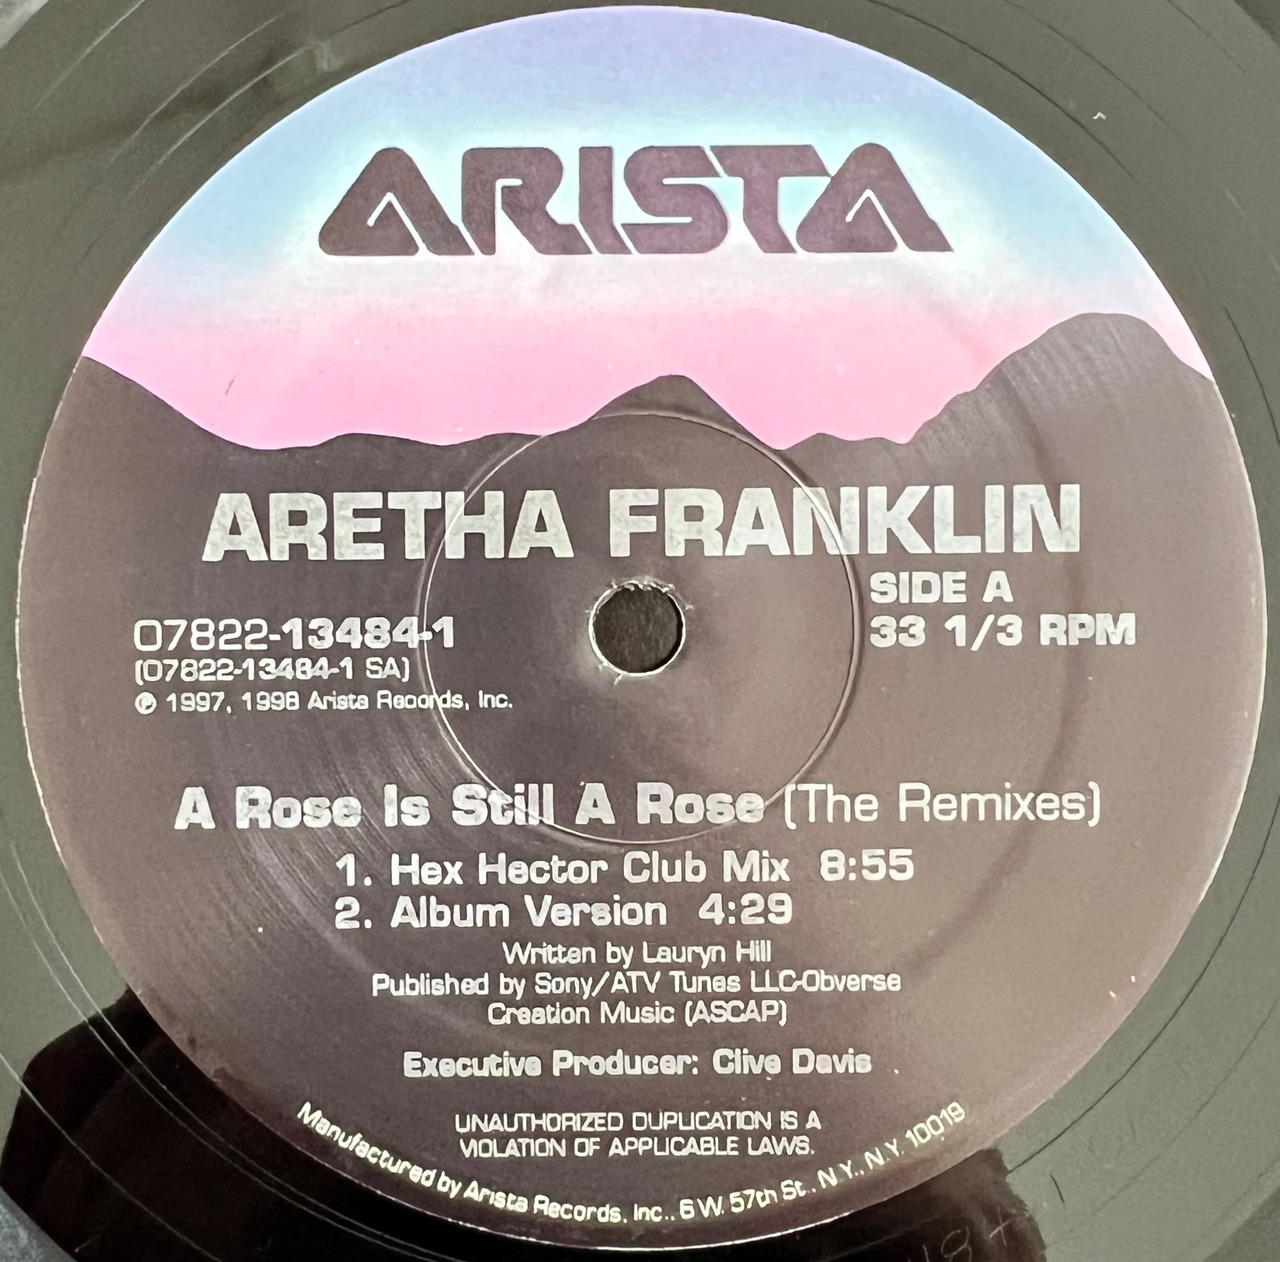 ARISTA
ARETHA FRANKLIN
SIDE A
33 1/3 RPM
07822-13484-1
(07822-13484-1 SA)
℗ 1997, 1998 Arista Records, Inc.
A Rose Is Still A Rose (The Remixes)
1. Hex Hector Club Mix 8:55
2. Album Version 4:29
Written by Lauryn Hill
Published by Sony/ATV Tunes LLC-Obverse
Creation Music (ASCAP)
Executive Producer: Clive Davis
UNAUTHORIZED DUPLICATION IS A
VIOLATION OF APPLICABLE LAWS.
Manufactured by Arista Records, Inc., 6 W. 57th St., N.Y., N.Y. 10019